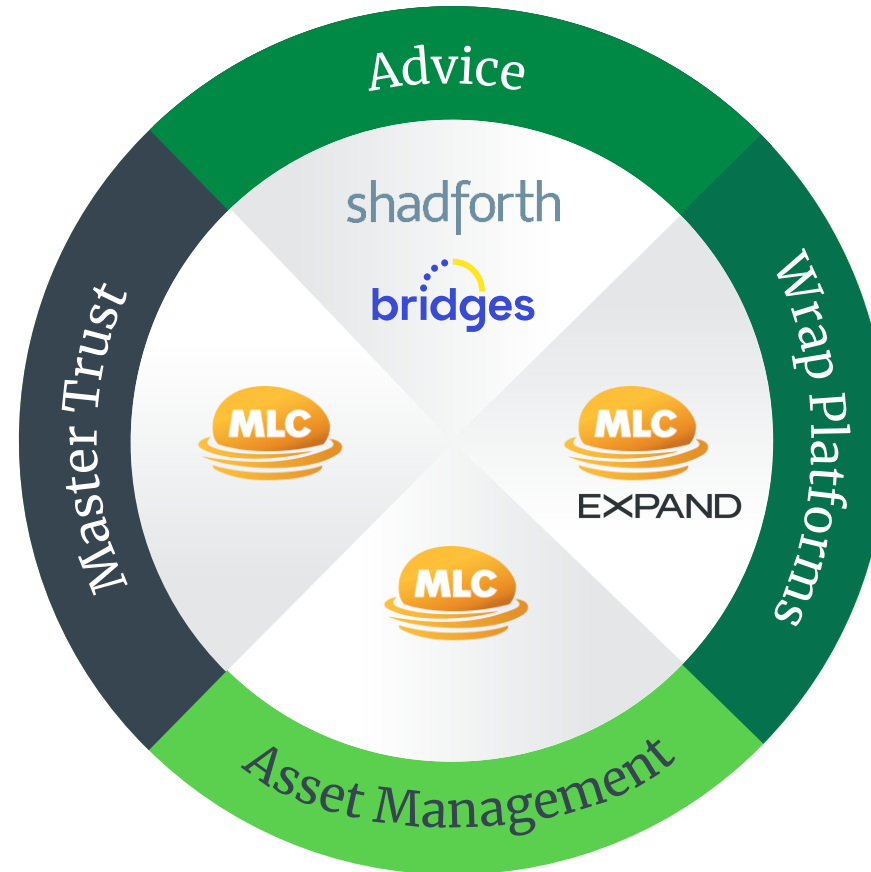 Advice
shadforth
bridges
Master Trust
MLC
MLC
EXPAND
Wrap Platforms
MLC
Asset Management